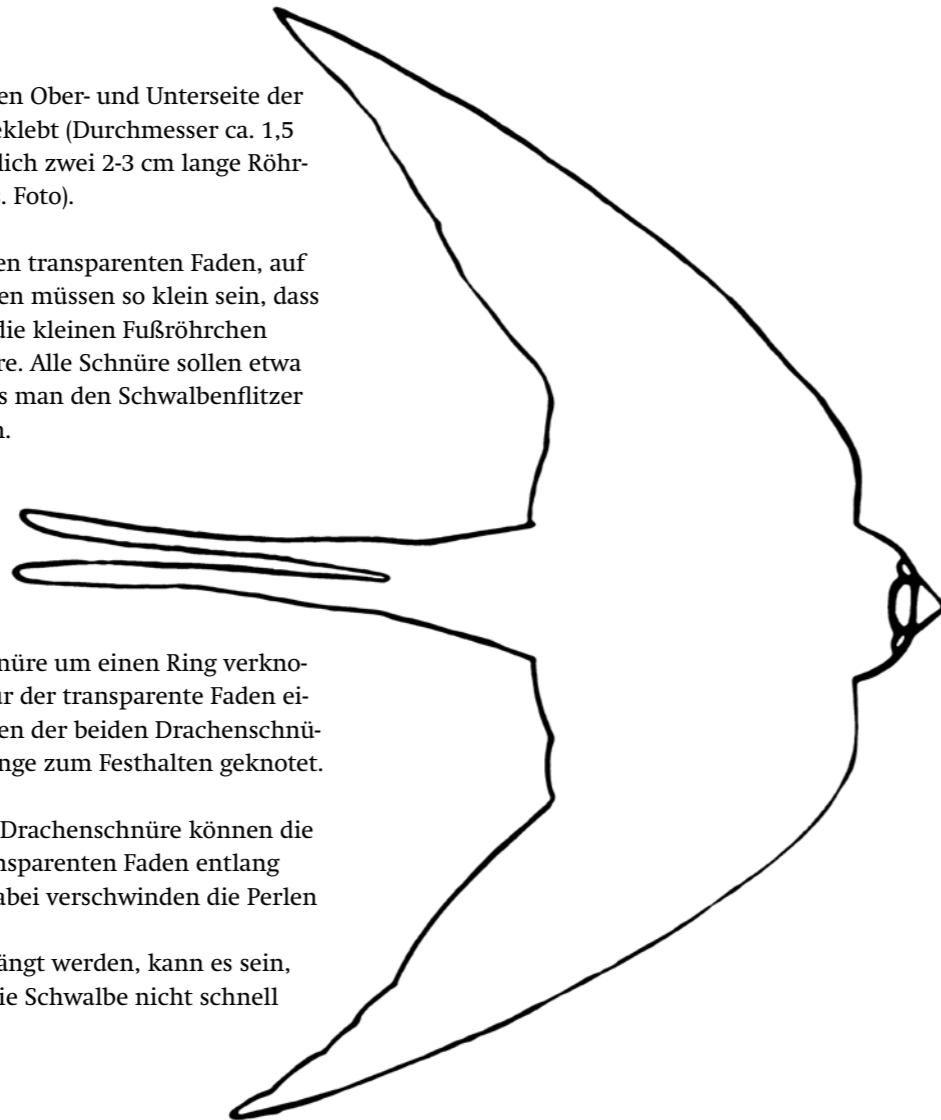 en Ober- und Unterseite der
eklebt (Durchmesser ca. 1,5
lich zwei 2-3 cm lange Röhr-
s. Foto).
en transparenten Faden, auf
en müssen so klein sein, dass
die kleinen Fußröhrchen
re. Alle Schnüre sollen etwa
s man den Schwalbenflitzer
n.
nüre um einen Ring verkno-
ur der transparente Faden ei-
en der beiden Drachenschnü-
nge zum Festhalten geknotet.
Drachenschnüre können die
nsparenten Faden entlang
abei verschwinden die Perlen
ängt werden, kann es sein,
ie Schwalbe nicht schnell